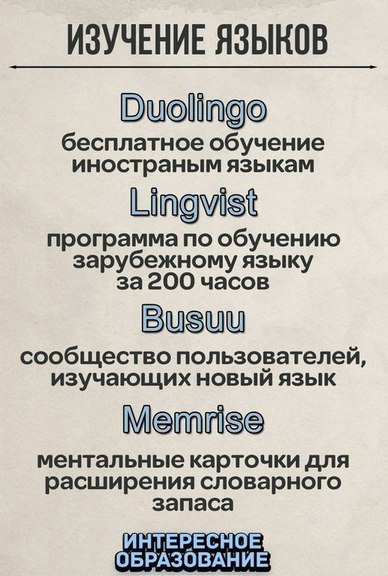 ИЗУЧЕНИЕ ЯЗЫКОВ
Duolingo
бесплатное обучение
иностраным языкам
Lingvist
программа по обучению
зарубежному языку
за 200 часов
Busuu
сообщество пользователей,
изучающих новый язык
Memrise
ментальные карточки для
расширения словарного
запаса
ИНТЕРЕСНОЕ
ОБРАЗОВАНИЕ